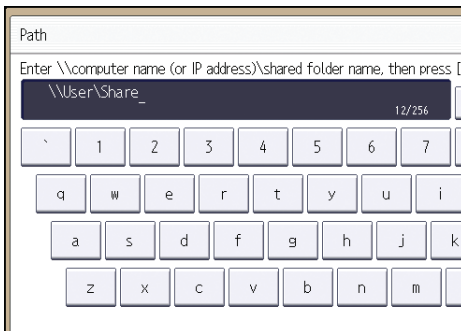 Path
Enter \\computer name (or IP address)\shared folder name, then press [
\\User\Share_
12/256
` 1 2 3 4 5 6 7
q w e r t y u i
a s d f g h j k
z x c v b n m